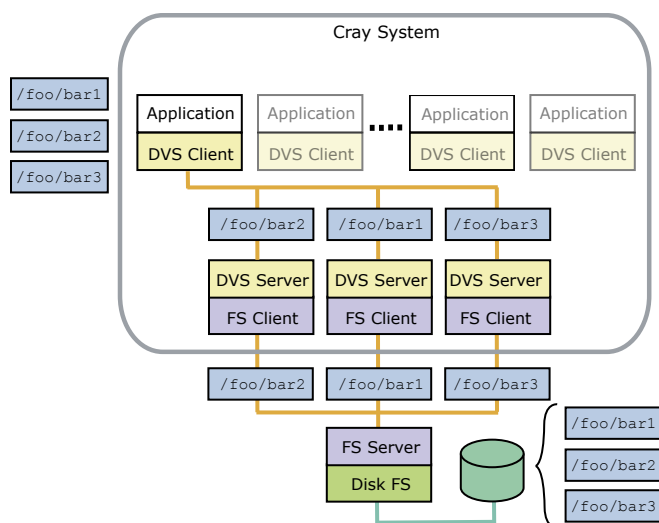 Cray System
/foo/bar1
/foo/bar2
/foo/bar3
Application
DVS Client
Application
DVS Client
Application
DVS Client
Application
DVS Client
/foo/bar2
/foo/bar1
/foo/bar3
DVS Server
FS Client
DVS Server
FS Client
DVS Server
FS Client
/foo/bar2
/foo/bar1
/foo/bar3
FS Server
Disk FS
/foo/bar1
/foo/bar2
/foo/bar3